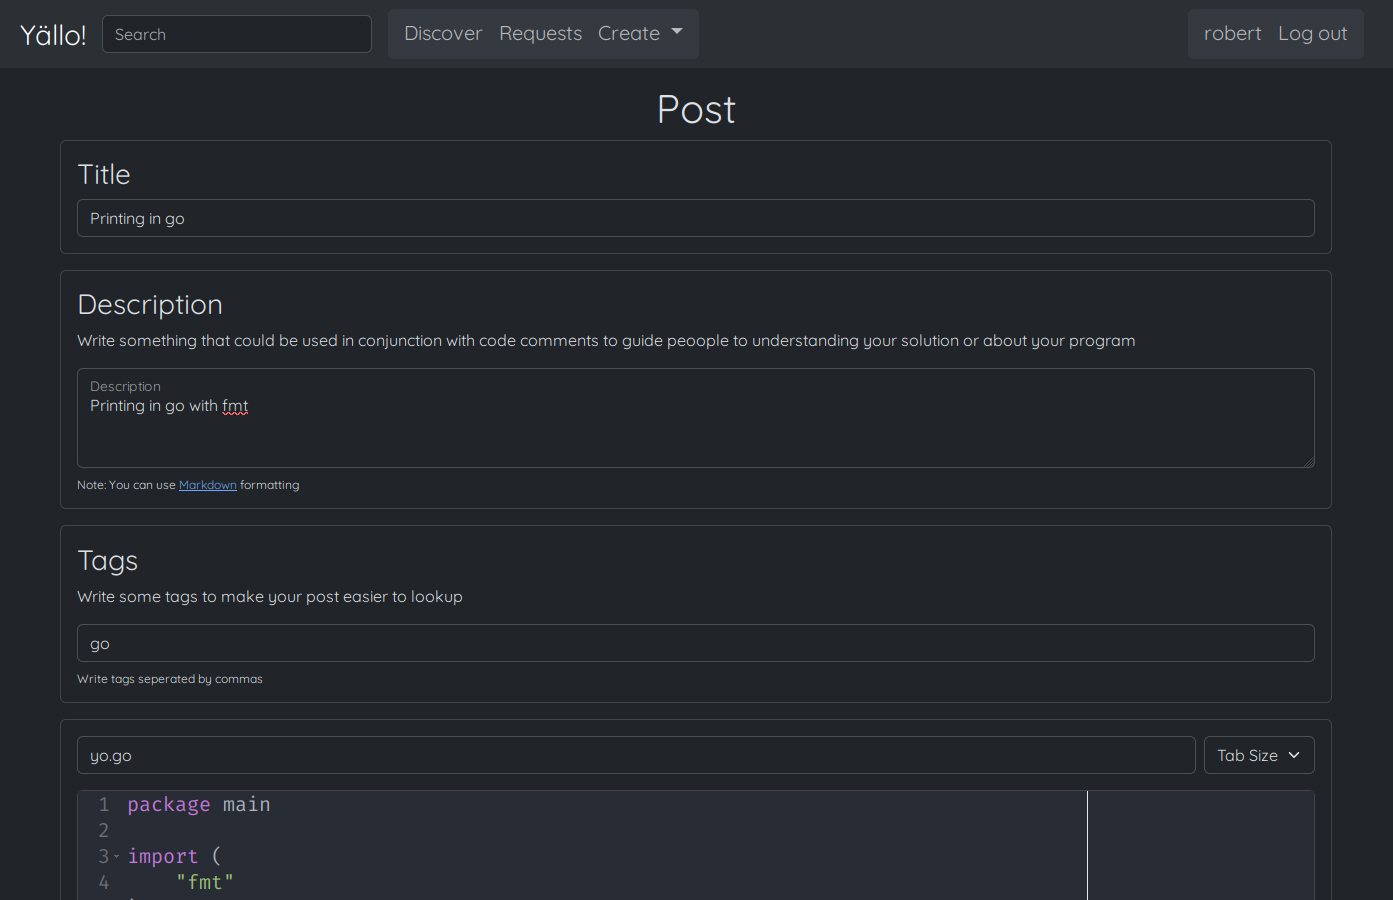 Yällo!
Search
Discover Requests Create
robert Log out
Post
Title
Printing in go
Description
Write something that could be used in conjunction with code comments to guide peoople to understanding your solution or about your program
Description
Printing in go with fmt
Note: You can use Markdown formatting
Tags
Write some tags to make your post easier to lookup
go
Write tags seperated by commas
yo.go
Tab Size
1 package main
2
3 import (
4     "fmt"